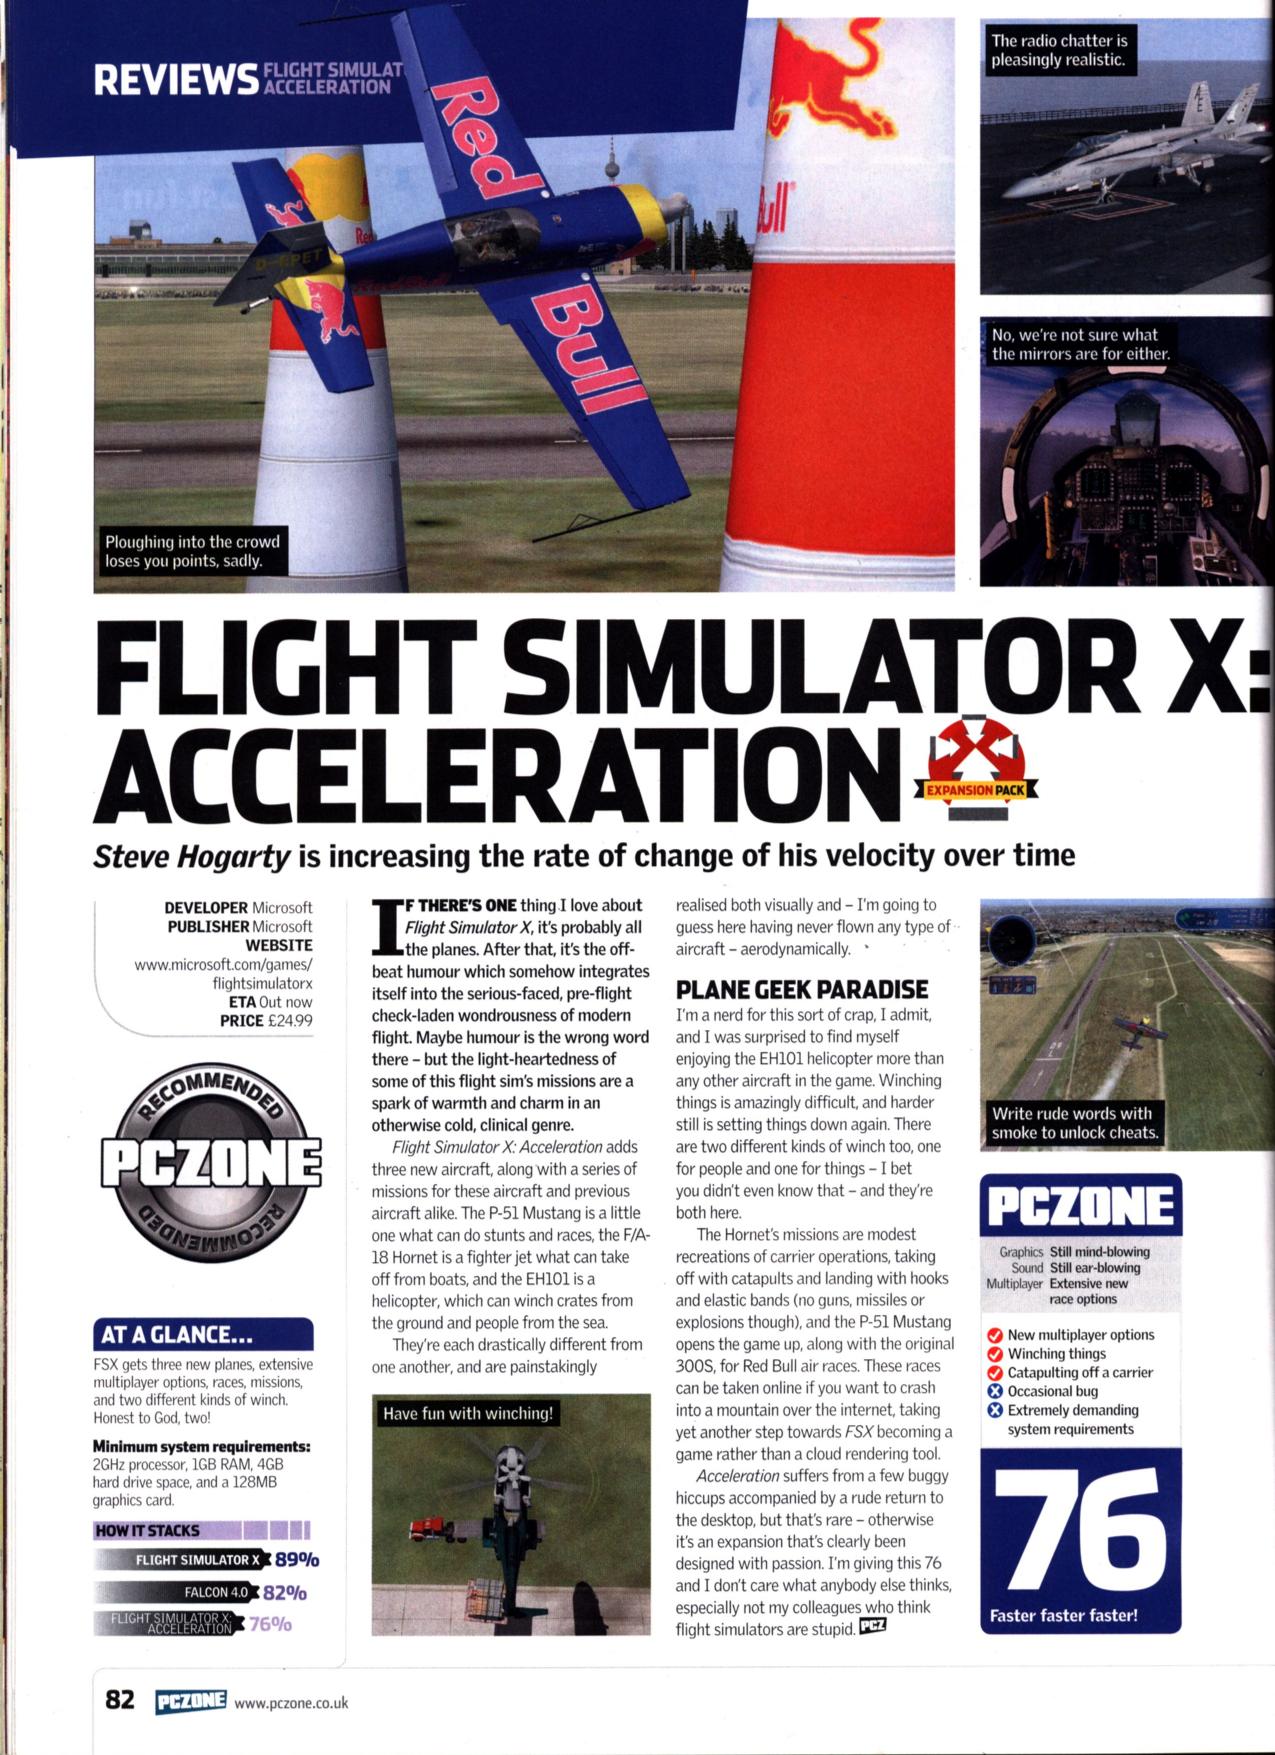 REVIEWS FLIGHT SIMULAT
ACCELERATION
Red
Bull
D-EPET
Red
Bull
Ploughing into the crowd
loses you points, sadly.
The radio chatter is
pleasingly realistic.
No, we're not sure what
the mirrors are for either.
FLIGHT SIMULATOR X:
ACCELERATION
EXPANSION PACK
Steve Hogarty is increasing the rate of change of his velocity over time
DEVELOPER Microsoft
PUBLISHER Microsoft
WEBSITE
www.microsoft.com/games/
flightsimulatorx
ETA Out now
PRICE £24.99
RECOMMENDED
PCZONE
RECOMMENDED
AT A GLANCE...
FSX gets three new planes, extensive
multiplayer options, races, missions,
and two different kinds of winch.
Honest to God, two!
Minimum system requirements:
2GHz processor, 1GB RAM, 4GB
hard drive space, and a 128MB
graphics card.
HOW IT STACKS
FLIGHT SIMULATOR X 89%
FALCON 4.0 82%
FLIGHT SIMULATOR X:
ACCELERATION 76%
IF THERE'S ONE thing I love about
Flight Simulator X, it's probably all
the planes. After that, it's the off-
beat humour which somehow integrates
itself into the serious-faced, pre-flight
check-laden wondrousness of modern
flight. Maybe humour is the wrong word
there – but the light-heartedness of
some of this flight sim's missions are a
spark of warmth and charm in an
otherwise cold, clinical genre.
Flight Simulator X: Acceleration adds
three new aircraft, along with a series of
missions for these aircraft and previous
aircraft alike. The P-51 Mustang is a little
one what can do stunts and races, the F/A-
18 Hornet is a fighter jet what can take
off from boats, and the EH101 is a
helicopter, which can winch crates from
the ground and people from the sea.
They're each drastically different from
one another, and are painstakingly
Have fun with winching!
realised both visually and – I'm going to
guess here having never flown any type of
aircraft – aerodynamically.
PLANE GEEK PARADISE
I'm a nerd for this sort of crap, I admit,
and I was surprised to find myself
enjoying the EH101 helicopter more than
any other aircraft in the game. Winching
things is amazingly difficult, and harder
still is setting things down again. There
are two different kinds of winch too, one
for people and one for things – I bet
you didn't even know that – and they're
both here.
The Hornet's missions are modest
recreations of carrier operations, taking
off with catapults and landing with hooks
and elastic bands (no guns, missiles or
explosions though), and the P-51 Mustang
opens the game up, along with the original
300S, for Red Bull air races. These races
can be taken online if you want to crash
into a mountain over the internet, taking
yet another step towards FSX becoming a
game rather than a cloud rendering tool.
Acceleration suffers from a few buggy
hiccups accompanied by a rude return to
the desktop, but that's rare – otherwise
it's an expansion that's clearly been
designed with passion. I'm giving this 76
and I don't care what anybody else thinks,
especially not my colleagues who think
flight simulators are stupid. PCZ
Write rude words with
smoke to unlock cheats.
PCZONE
Graphics Still mind-blowing
Sound Still ear-blowing
Multiplayer Extensive new
race options
New multiplayer options
Winching things
Catapulting off a carrier
Occasional bug
Extremely demanding
system requirements
76
Faster faster faster!
82 PCZONE www.pczone.co.uk